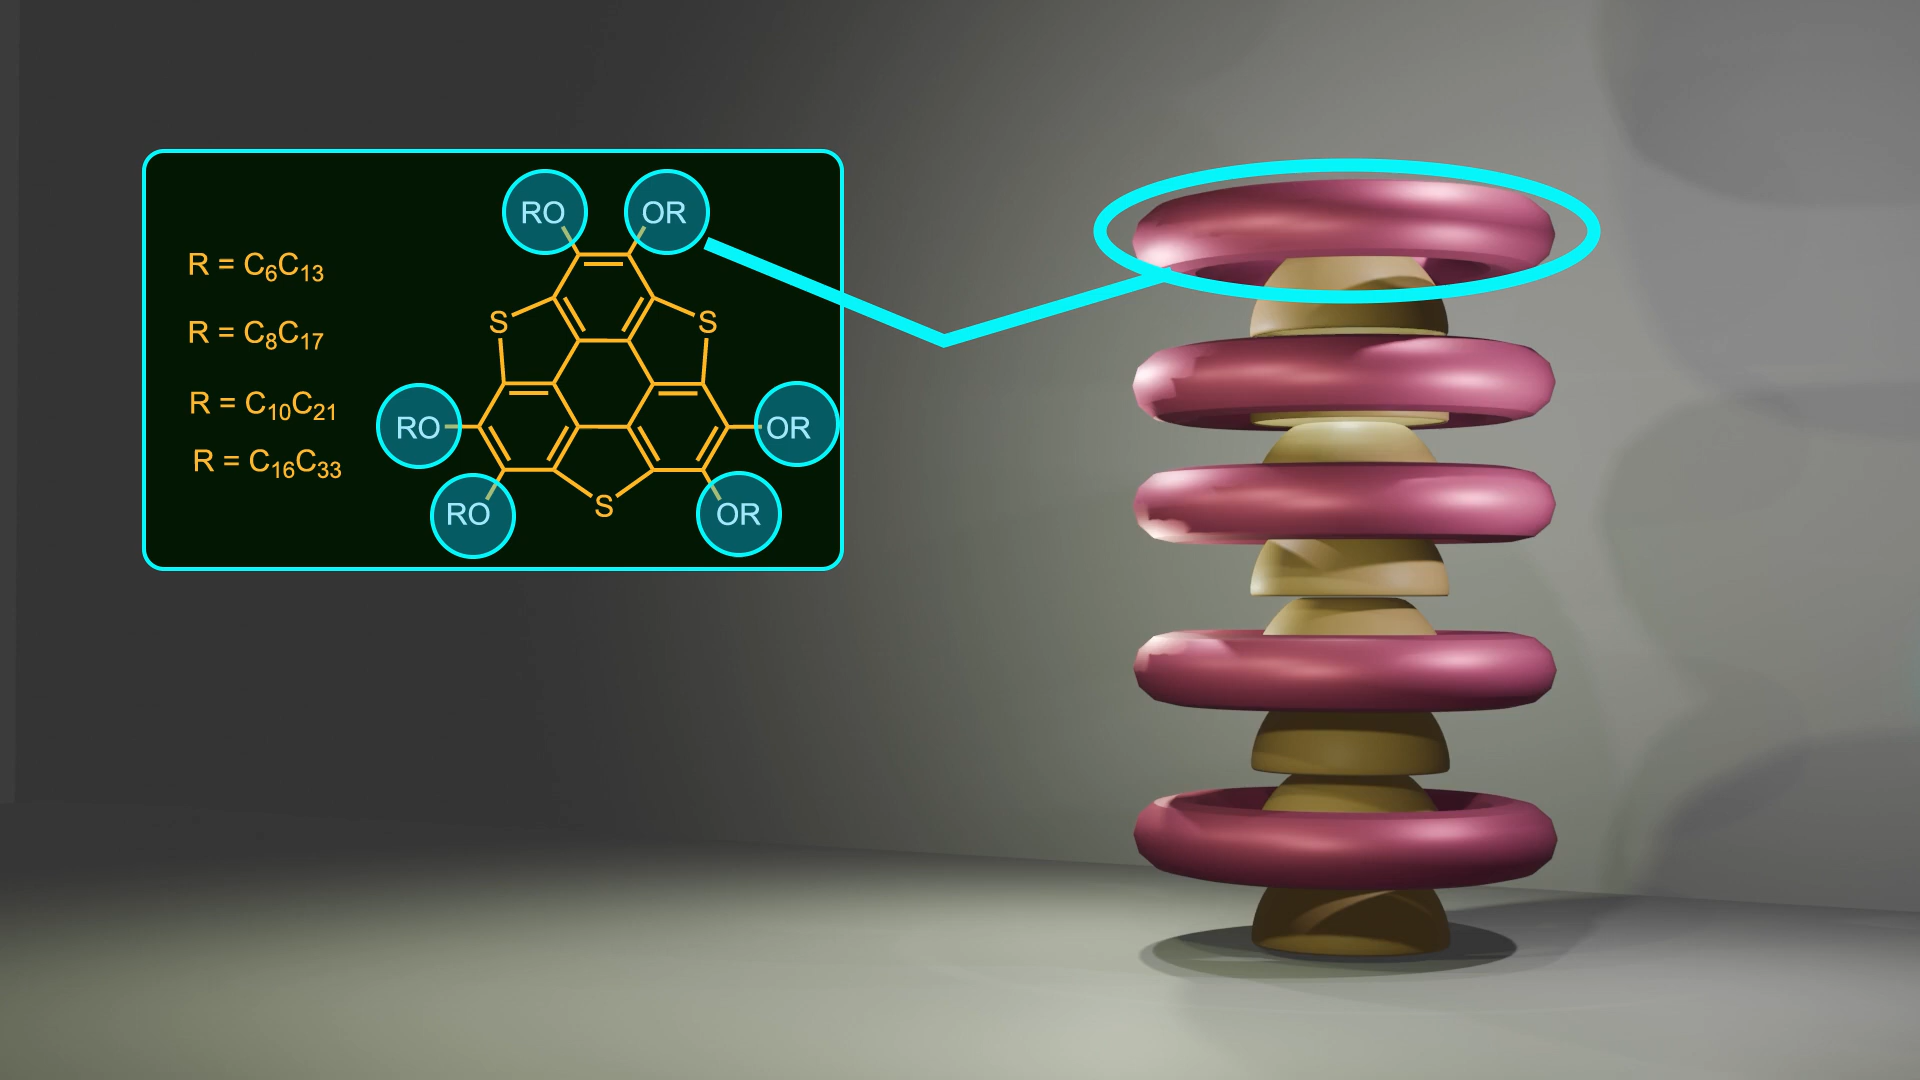 RO OR
R = C₆C₁₃
S S
R = C₈C₁₇
R = C₁₀C₂₁
RO OR
R = C₁₆C₃₃
S
RO OR